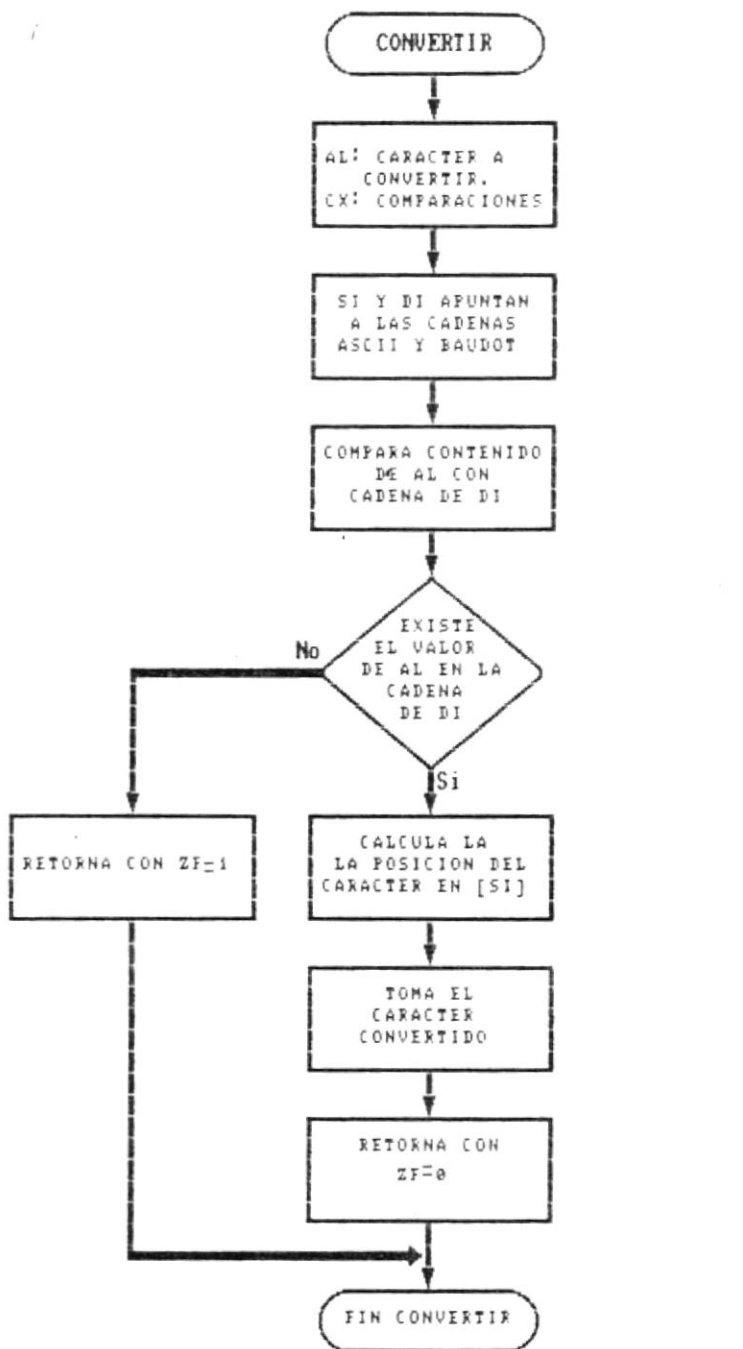 CONVERTIR
AL: CARACTER A
CONVERTIR.
CX: COMPARACIONES
SI Y DI APUNTAN
A LAS CADENAS
ASCII Y BAUDOT
COMPARA CONTENIDO
DE AL CON
CADENA DE DI
EXISTE
EL VALOR
DE AL EN LA
CADENA
DE DI
No
Si
RETORNA CON ZF=1
CALCULA LA
LA POSICION DEL
CARACTER EN [SI]
TOMA EL
CARACTER
CONVERTIDO
RETORNA CON
ZF=0
FIN CONVERTIR